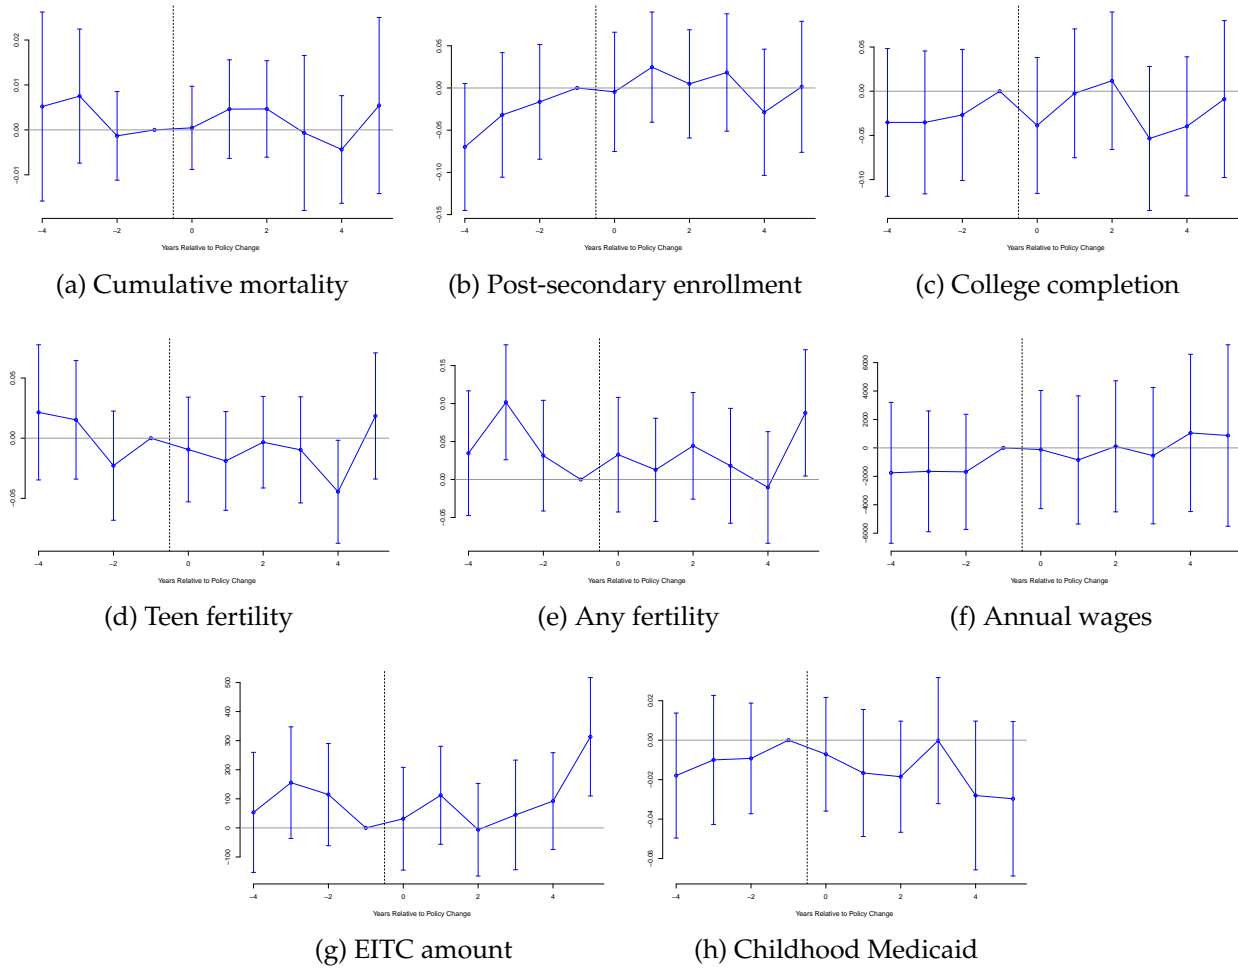 0.02
0.01
0.00
−0.01
−4 −2 0 2 4
Years Relative to Policy Change
(a) Cumulative mortality
0.05
0.00
−0.05
−0.10
−0.15
−4 −2 0 2 4
Years Relative to Policy Change
(b) Post-secondary enrollment
0.05
0.00
−0.05
−0.10
−4 −2 0 2 4
Years Relative to Policy Change
(c) College completion
0.05
0.00
−0.05
−4 −2 0 2 4
Years Relative to Policy Change
(d) Teen fertility
0.15
0.10
0.05
0.00
−0.05
−4 −2 0 2 4
Years Relative to Policy Change
(e) Any fertility
6000
4000
2000
0
−2000
−4000
−6000
−4 −2 0 2 4
Years Relative to Policy Change
(f) Annual wages
500
400
300
200
100
0
−100
−4 −2 0 2 4
Years Relative to Policy Change
(g) EITC amount
0.02
0.00
−0.02
−0.04
−0.06
−4 −2 0 2 4
Years Relative to Policy Change
(h) Childhood Medicaid